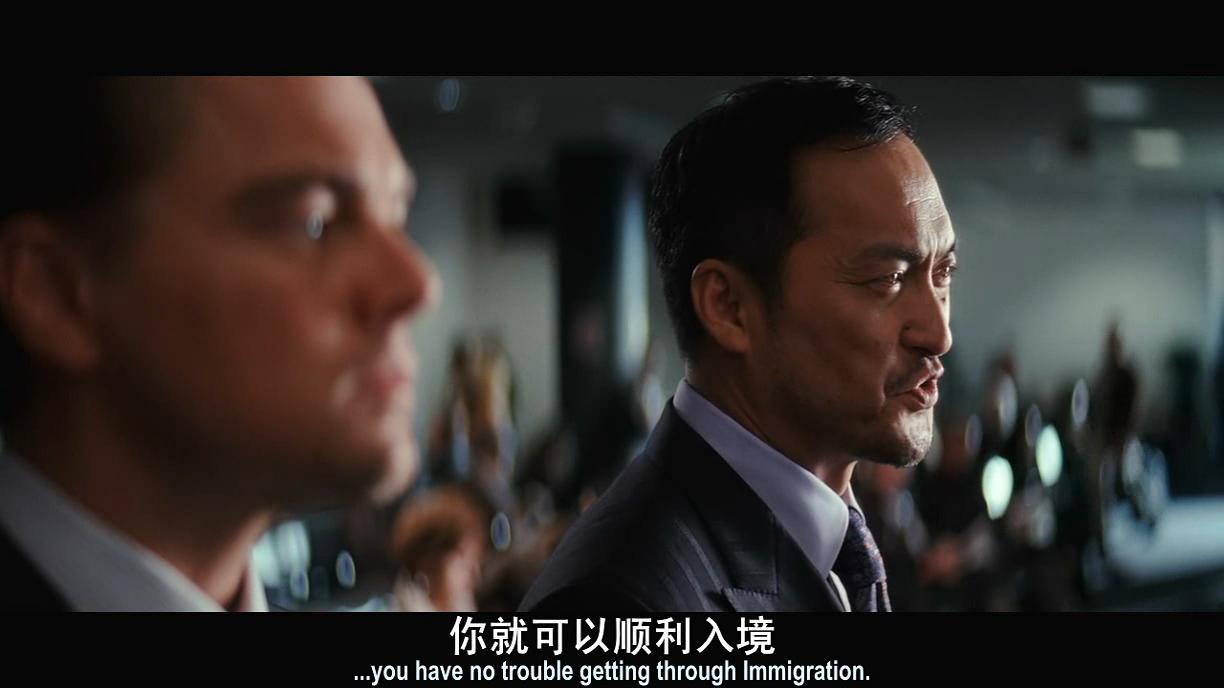 你就可以顺利入境
...you have no trouble getting through Immigration.